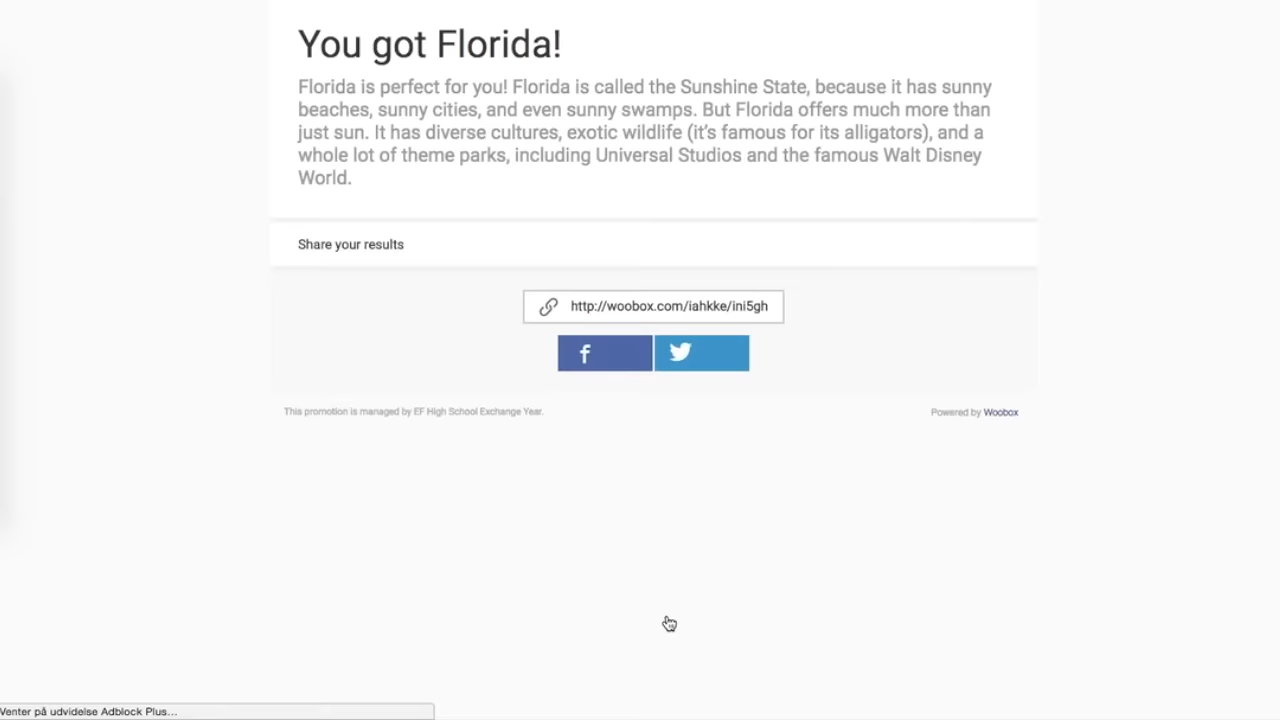 You got Florida!
Florida is perfect for you! Florida is called the Sunshine State, because it has sunny
beaches, sunny cities, and even sunny swamps. But Florida offers much more than
just sun. It has diverse cultures, exotic wildlife (it's famous for its alligators), and a
whole lot of theme parks, including Universal Studios and the famous Walt Disney
World.
Share your results
http://woobox.com/iahkke/ini5gh
This promotion is managed by EF High School Exchange Year.
Powered by Woobox
Venter på udvidelse Adblock Plus...